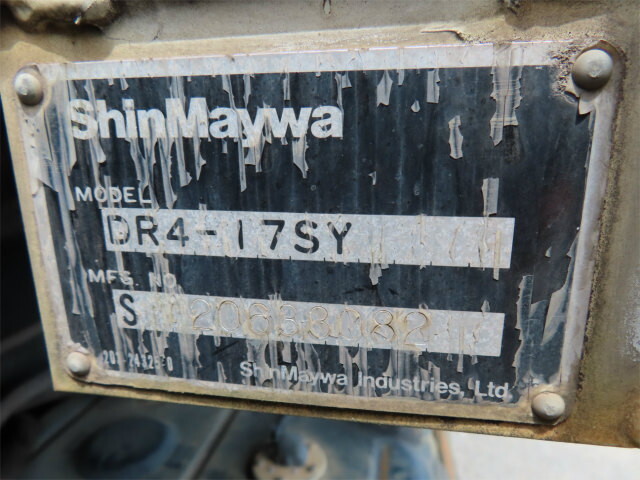 ShinMaywa
MODEL
DR4-17SY
MFG. NO.
S
ShinMaywa Industries, Ltd